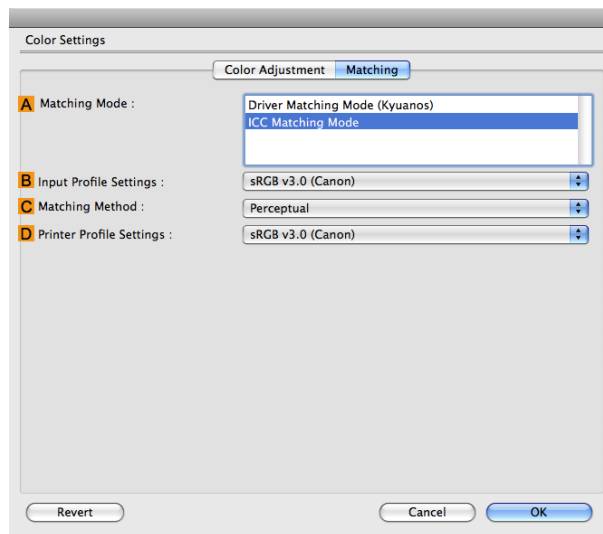 Color Settings
Color Adjustment Matching
A Matching Mode :
Driver Matching Mode (Kyuanos)
ICC Matching Mode
B Input Profile Settings : sRGB v3.0 (Canon)
C Matching Method : Perceptual
D Printer Profile Settings : sRGB v3.0 (Canon)
Revert Cancel OK